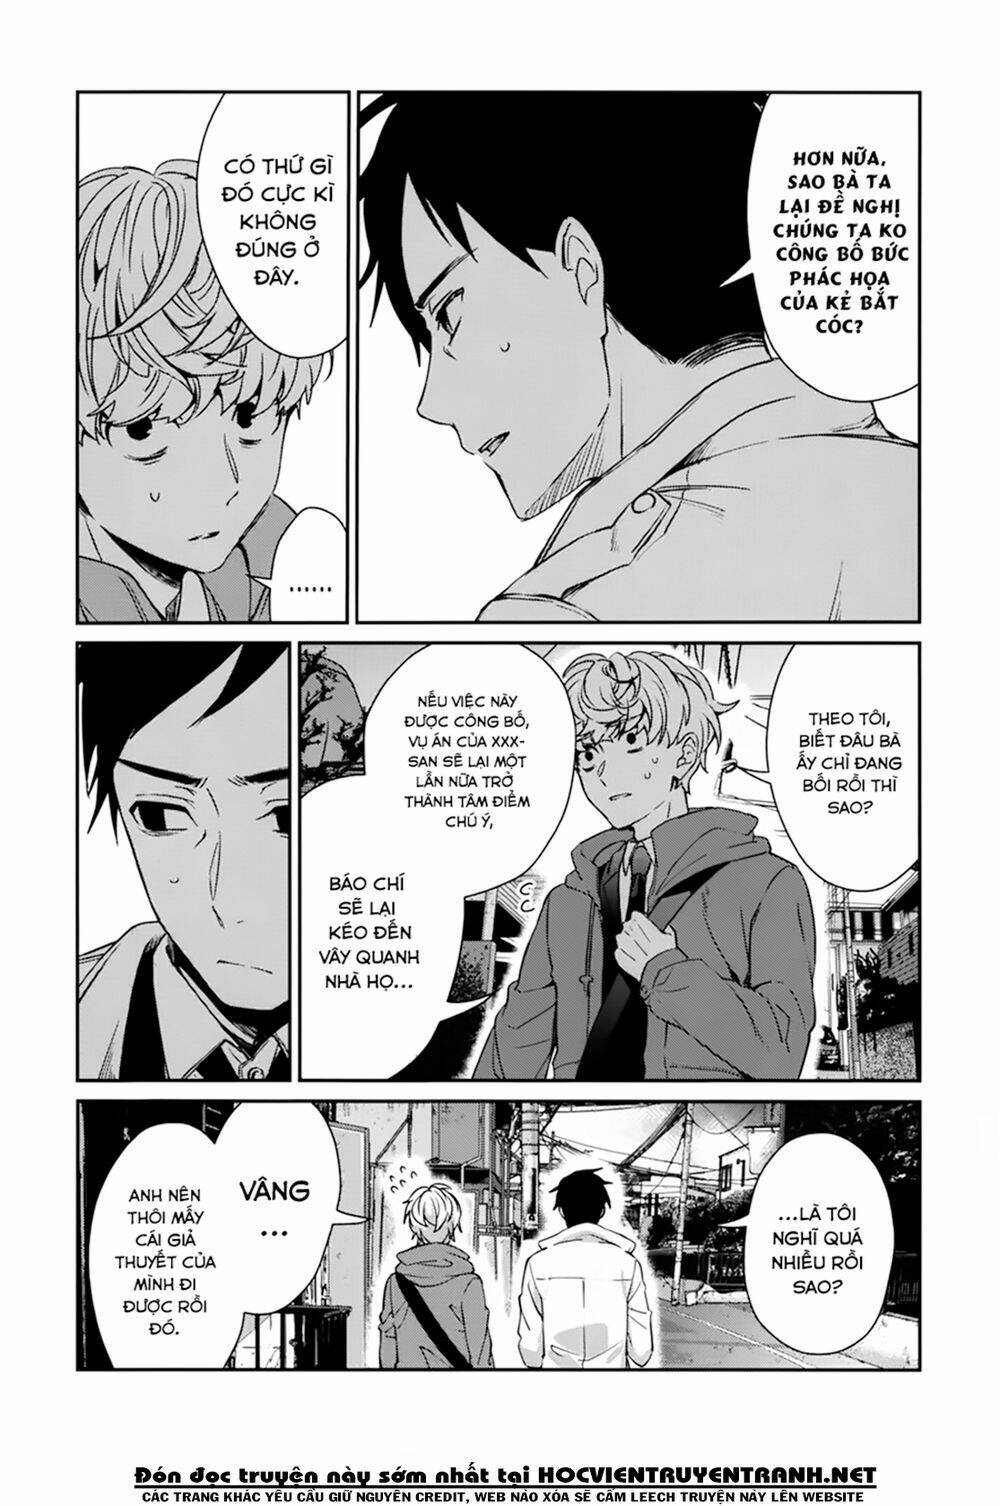 HƠN NỮA,
SAO BÀ TA
LẠI ĐỀ NGHỊ
CHÚNG TA KO
CÔNG BỐ BỨC
PHÁC HỌA
CỦA KẺ BẮT
CÓC?
CÓ THỨ GÌ
ĐÓ CỰC KÌ
KHÔNG
ĐÚNG Ở
ĐÂY.
......
THEO TÔI,
BIẾT ĐÂU BÀ
ẤY CHỈ ĐANG
BỐI RỒI THÌ
SAO?
NẾU VIỆC NÀY
ĐƯỢC CÔNG BỐ,
VỤ ÁN CỦA XXX-
SAN SẼ LẠI MỘT
LẦN NỮA TRỞ
THÀNH TÂM ĐIỂM
CHÚ Ý,
BÁO CHÍ
SẼ LẠI
KÉO ĐẾN
VÂY QUANH
NHÀ HỌ...
...LÀ TÔI
NGHĨ QUÁ
NHIỀU RỒI
SAO?
VÂNG
...
ANH NÊN
THÔI MẤY
CÁI GIẢ
THUYẾT CỦA
MÌNH ĐI
ĐƯỢC RỒI
ĐÓ.
Đón đọc truyện này sớm nhất tại HOCVIENTRUYENTRANH.NET
CÁC TRANG KHÁC YÊU CẦU GIỮ NGUYÊN CREDIT, WEB NÀO XÓA SẼ CẤM LEECH TRUYỆN NÀY LÊN WEBSITE